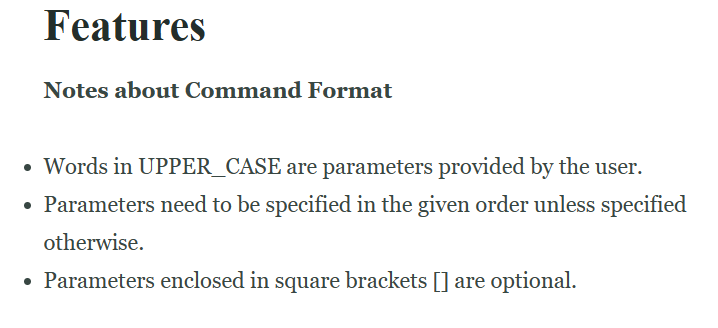 Features
Notes about Command Format
Words in UPPER_CASE are parameters provided by the user.
Parameters need to be specified in the given order unless specified
otherwise.
Parameters enclosed in square brackets [] are optional.